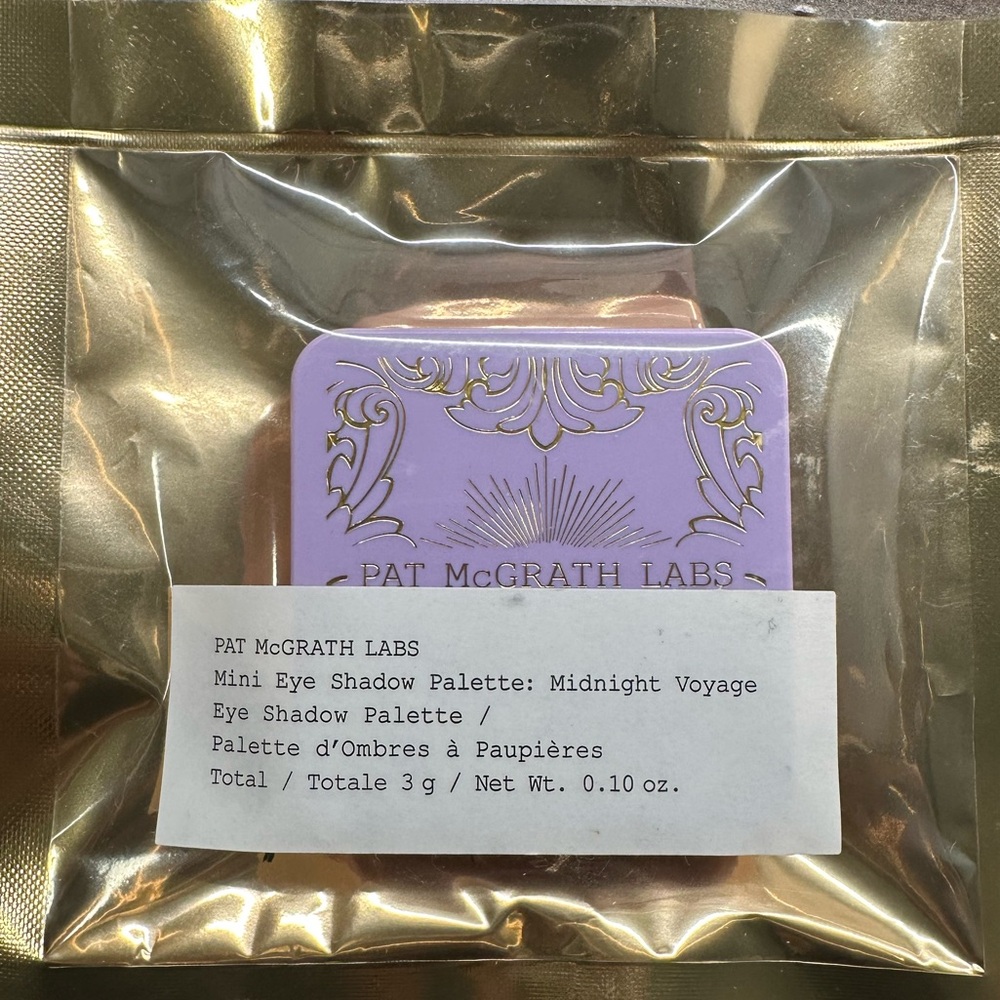 PAT McGRATH LABS
PAT McGRATH LABS
Mini Eye Shadow Palette: Midnight Voyage
Eye Shadow Palette /
Palette d’Ombres à Paupières
Total / Totale 3 g / Net Wt. 0.10 oz.